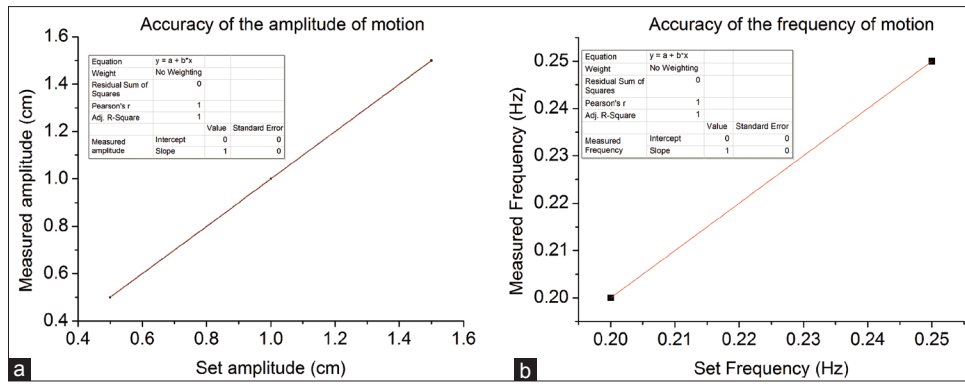 Accuracy of the amplitude of motion
1.6
1.4
1.2
1.0
0.8
0.6
0.4
Measured amplitude (cm)
Equation y = a + b*x
Weight No Weighting
Residual Sum of Squares 0
Pearson's r 1
Adj. R-Square 1
Value Standard Error
Measured amplitude Intercept 0 0
Slope 1 0
0.4 0.6 0.8 1.0 1.2 1.4 1.6
Set amplitude (cm)
a
Accuracy of the frequency of motion
0.25
0.24
0.23
0.22
0.21
0.20
Measured Frequency (Hz)
Equation y = a + b*x
Weight No Weighting
Residual Sum of Squares 0
Pearson's r 1
Adj. R-Square 1
Value Standard Error
Measured Frequency Intercept 0 0
Slope 1 0
0.20 0.21 0.22 0.23 0.24 0.25
Set Frequency (Hz)
b